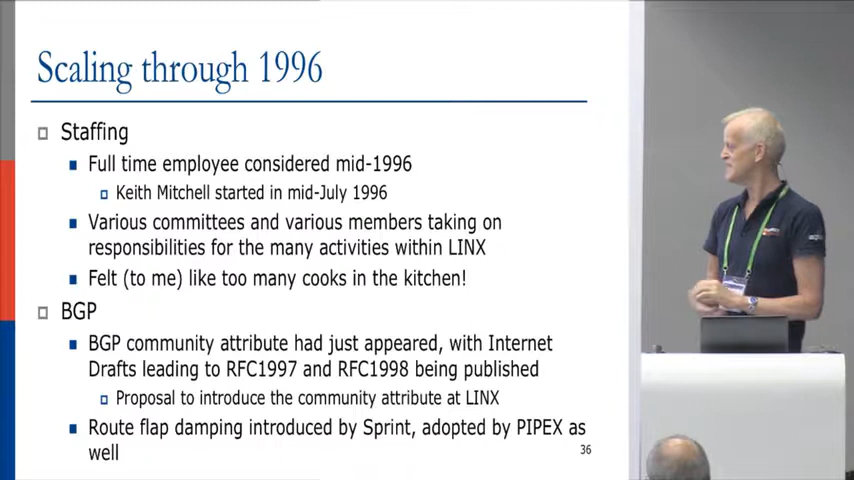 Scaling through 1996
Staffing
Full time employee considered mid-1996
Keith Mitchell started in mid-July 1996
Various committees and various members taking on
responsibilities for the many activities within LINX
Felt (to me) like too many cooks in the kitchen!
BGP
BGP community attribute had just appeared, with Internet
Drafts leading to RFC1997 and RFC1998 being published
Proposal to introduce the community attribute at LINX
Route flap damping introduced by Sprint, adopted by PIPEX as
well
36